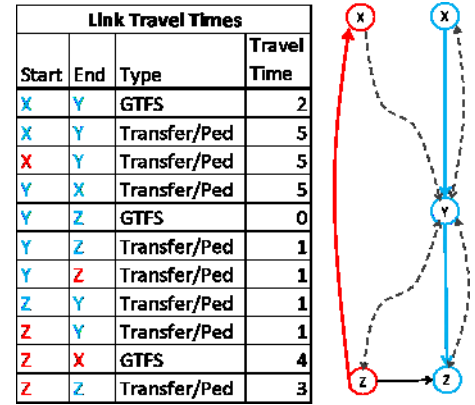 Link Travel Times
Start End Type Travel Time
X Y GTFS 2
X Y Transfer/Ped 5
X Y Transfer/Ped 5
Y X Transfer/Ped 5
Y Z GTFS 0
Y Z Transfer/Ped 1
Y Z Transfer/Ped 1
Z Y Transfer/Ped 1
Z Y Transfer/Ped 1
Z X GTFS 4
Z Z Transfer/Ped 3
X X
Y
Z Z